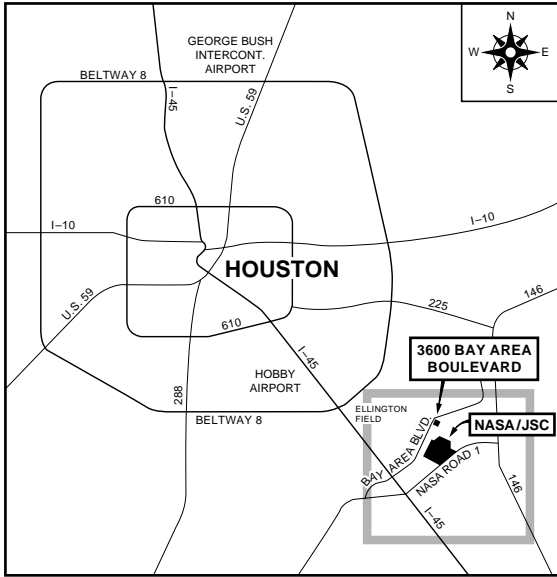 N
W
E
S
GEORGE BUSH
INTERCONT.
AIRPORT
BELTWAY 8
I–45
U.S. 59
610
I–10
I–10
HOUSTON
U.S. 59
225
146
610
I–45
3600 BAY AREA
BOULEVARD
HOBBY
AIRPORT
288
BELTWAY 8
ELLINGTON
FIELD
NASA/JSC
BAY AREA BLVD.
NASA ROAD 1
146
I–45